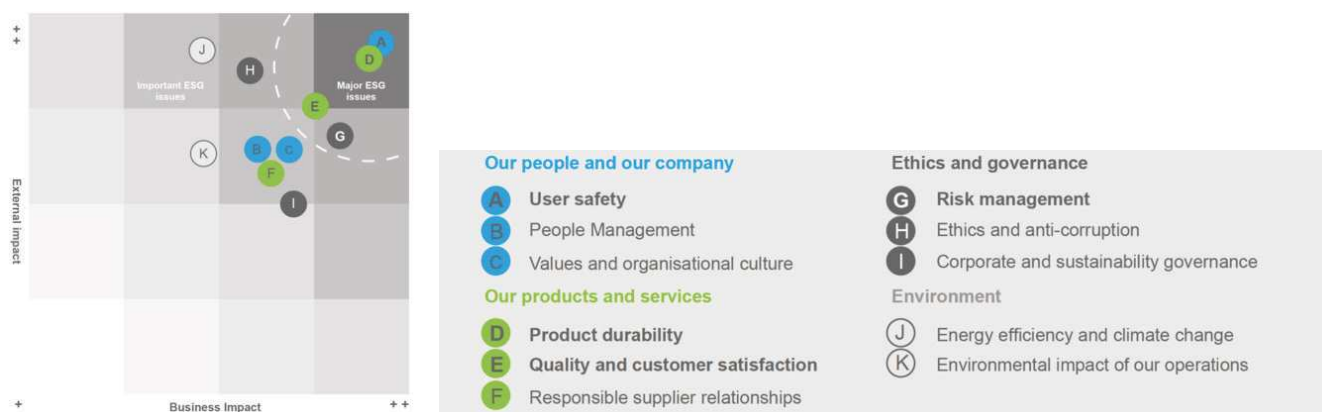 ++
A
J
D
H
Important ESG
issues
Major ESG
issues
E
G
B
C
K
F
I
External impact
+
Business Impact
++
Our people and our company
A User safety
B People Management
C Values and organisational culture
Our products and services
D Product durability
E Quality and customer satisfaction
F Responsible supplier relationships
Ethics and governance
G Risk management
H Ethics and anti-corruption
I Corporate and sustainability governance
Environment
J Energy efficiency and climate change
K Environmental impact of our operations